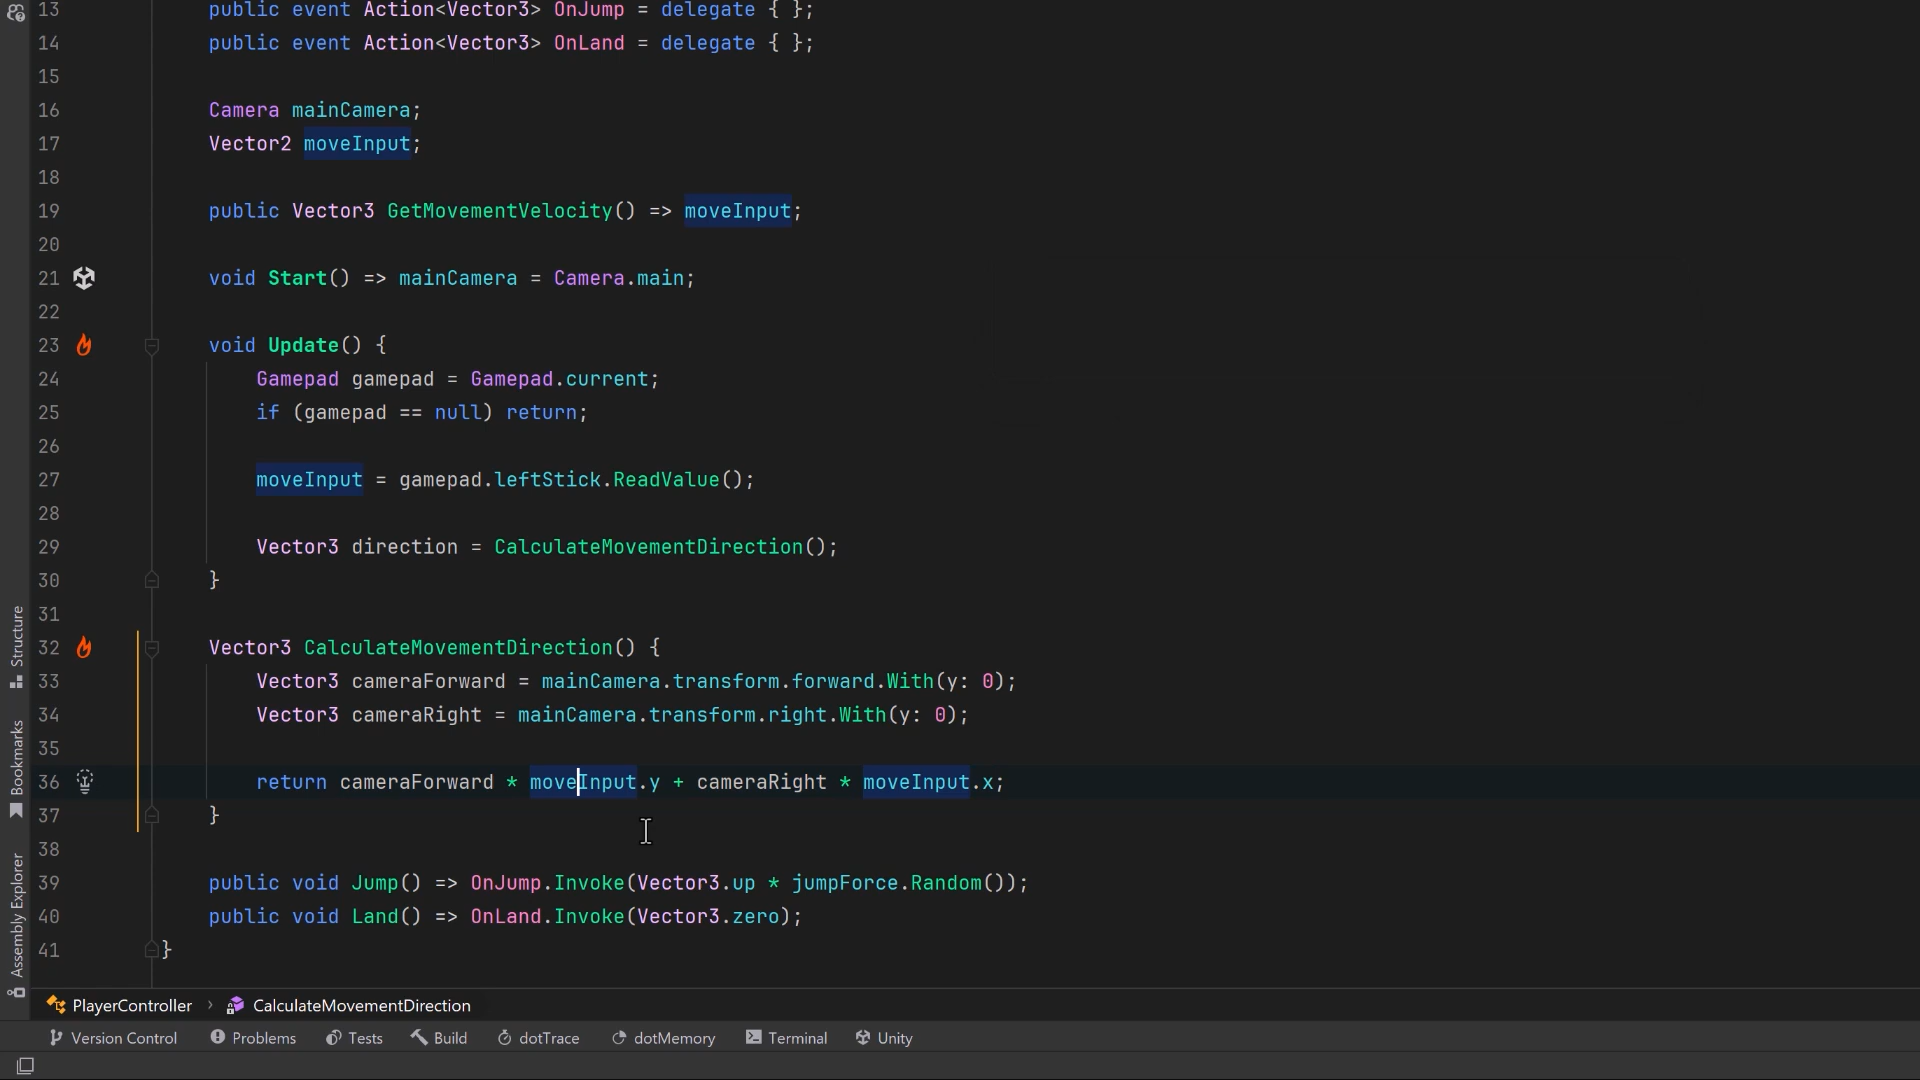 13 public event Action<Vector3> OnJump = delegate { };
14 public event Action<Vector3> OnLand = delegate { };
15
16 Camera mainCamera;
17 Vector2 moveInput;
18
19 public Vector3 GetMovementVelocity() => moveInput;
20
21 void Start() => mainCamera = Camera.main;
22
23 void Update() {
24 Gamepad gamepad = Gamepad.current;
25 if (gamepad == null) return;
26
27 moveInput = gamepad.leftStick.ReadValue();
28
29 Vector3 direction = CalculateMovementDirection();
30 }
31
32 Vector3 CalculateMovementDirection() {
33 Vector3 cameraForward = mainCamera.transform.forward.With(y: 0);
34 Vector3 cameraRight = mainCamera.transform.right.With(y: 0);
35
36 return cameraForward * moveInput.y + cameraRight * moveInput.x;
37 }
38
39 public void Jump() => OnJump.Invoke(Vector3.up * jumpForce.Random());
40 public void Land() => OnLand.Invoke(Vector3.zero);
41 }
Structure
Bookmarks
Assembly Explorer
PlayerController > CalculateMovementDirection
Version Control Problems Tests Build dotTrace dotMemory Terminal Unity